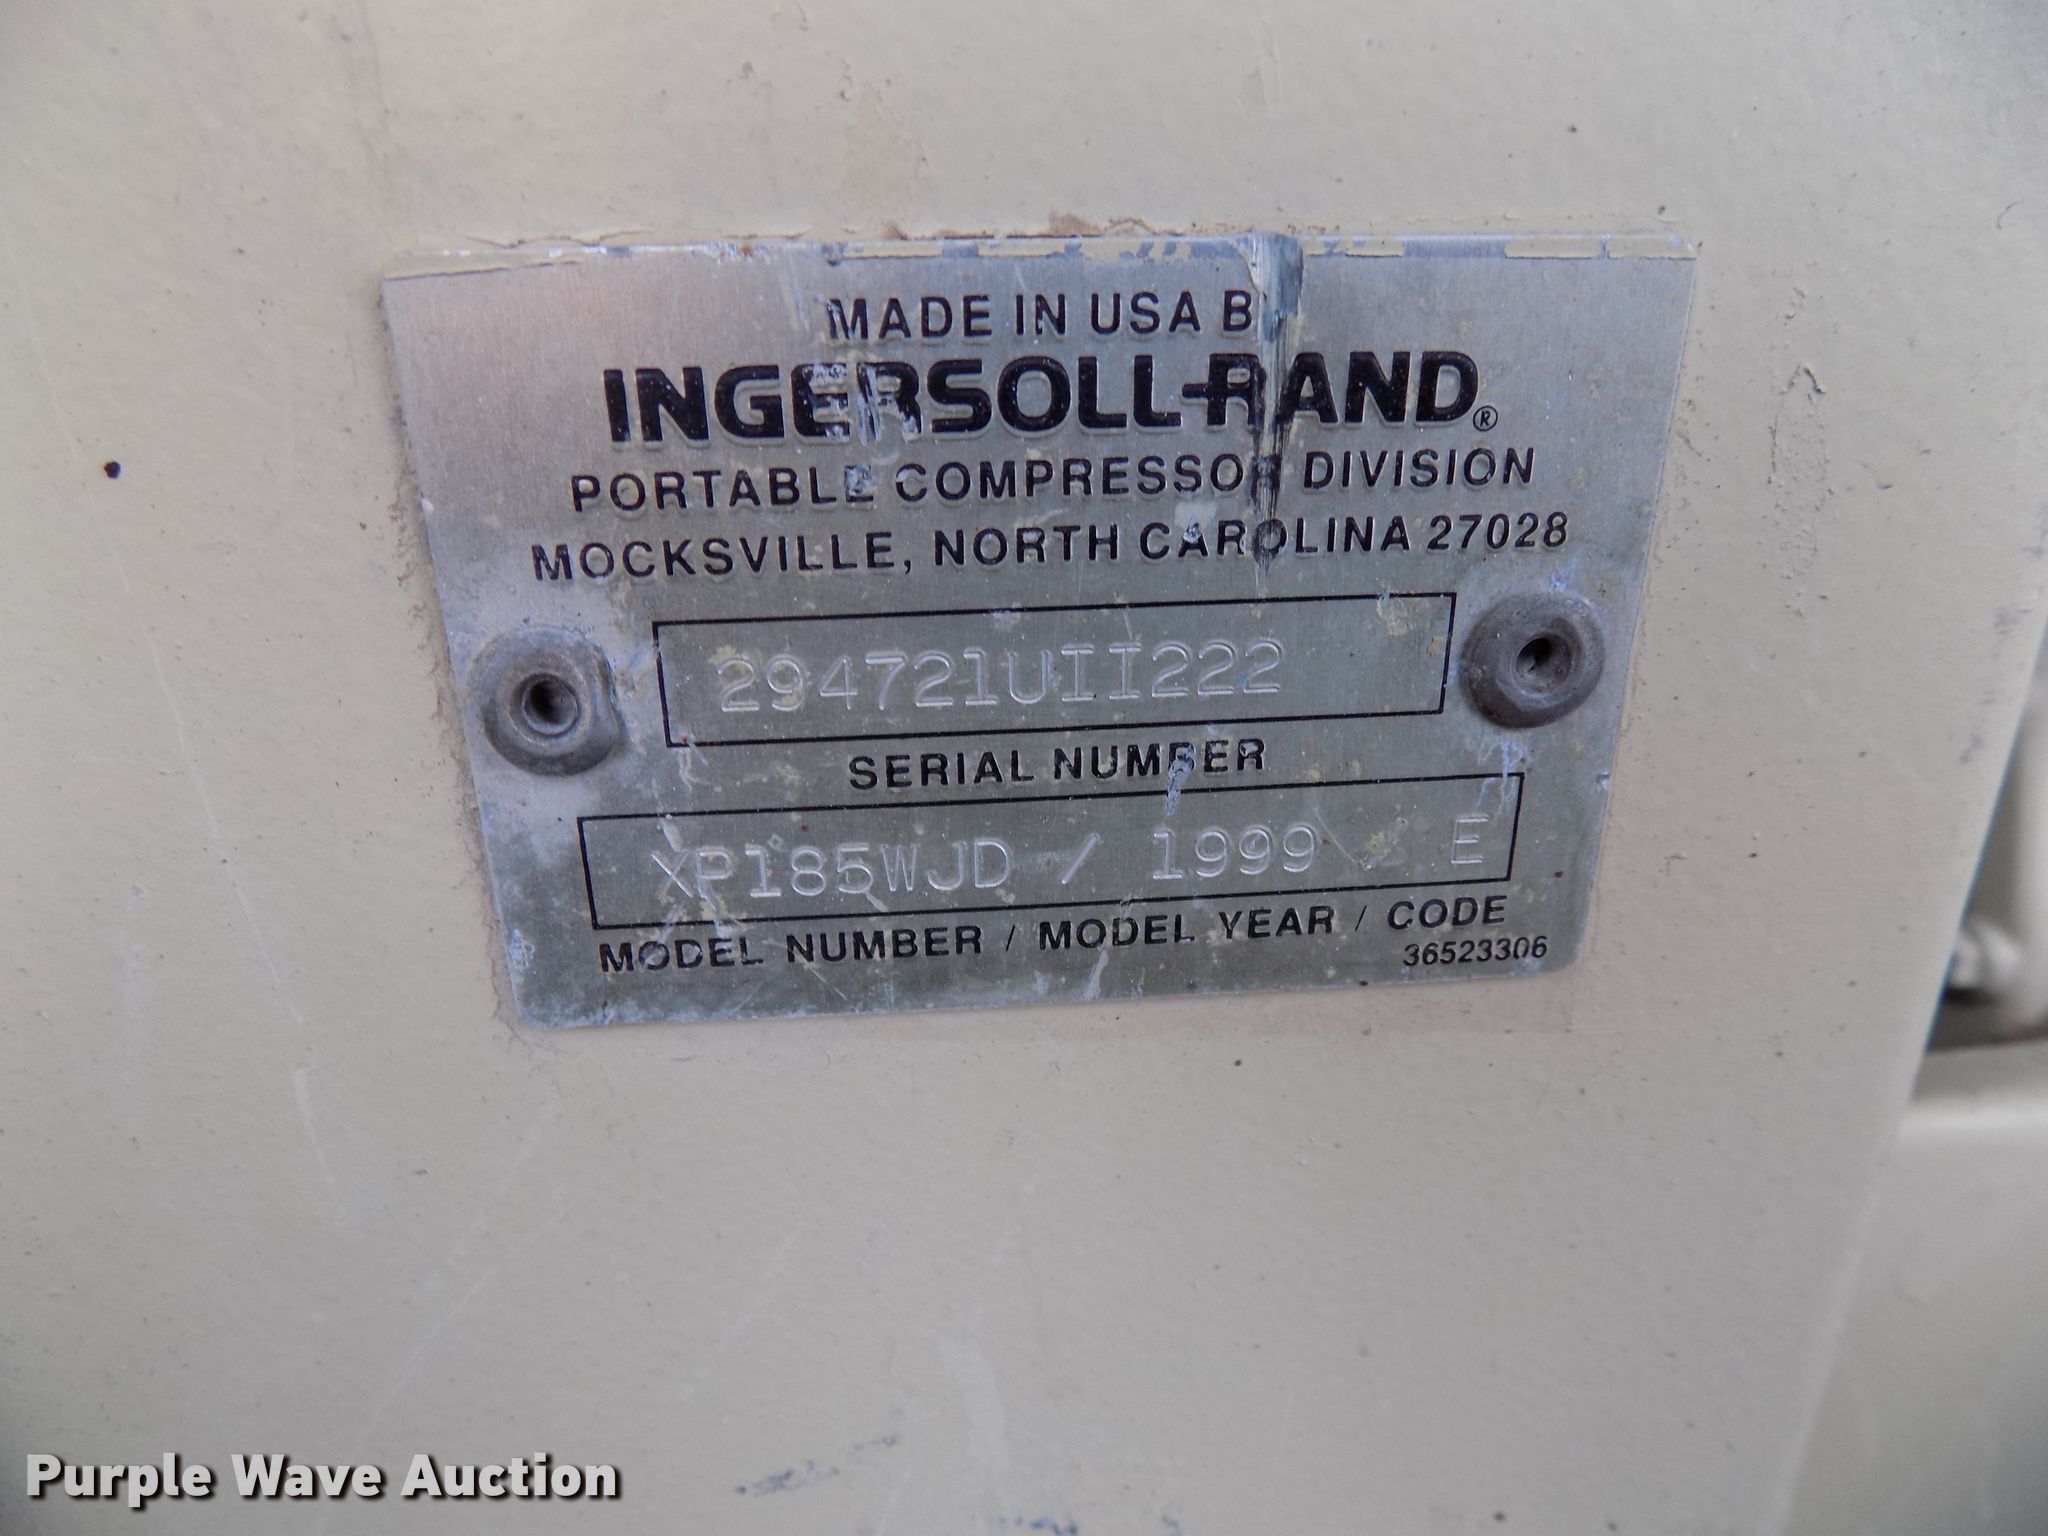 MADE IN USA B
INGERSOLL-RAND®
PORTABLE COMPRESSOR DIVISION
MOCKSVILLE, NORTH CAROLINA 27028
294721UII222
SERIAL NUMBER
XP185WJD / 1999 / E
MODEL NUMBER / MODEL YEAR / CODE
36523306
Purple Wave Auction